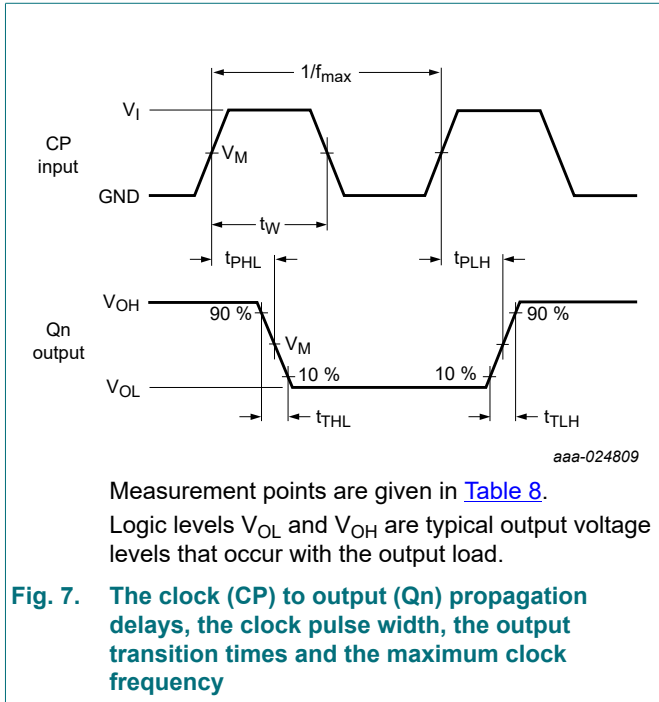 1/fmax
VI
CP
input
VM
GND
tW
tPHL
tPLH
VOH
90 %
90 %
Qn
output
VM
10 %
10 %
VOL
tTHL
tTLH
aaa-024809
Measurement points are given in Table 8.
Logic levels VOL and VOH are typical output voltage
levels that occur with the output load.
Fig. 7. The clock (CP) to output (Qn) propagation
delays, the clock pulse width, the output
transition times and the maximum clock
frequency